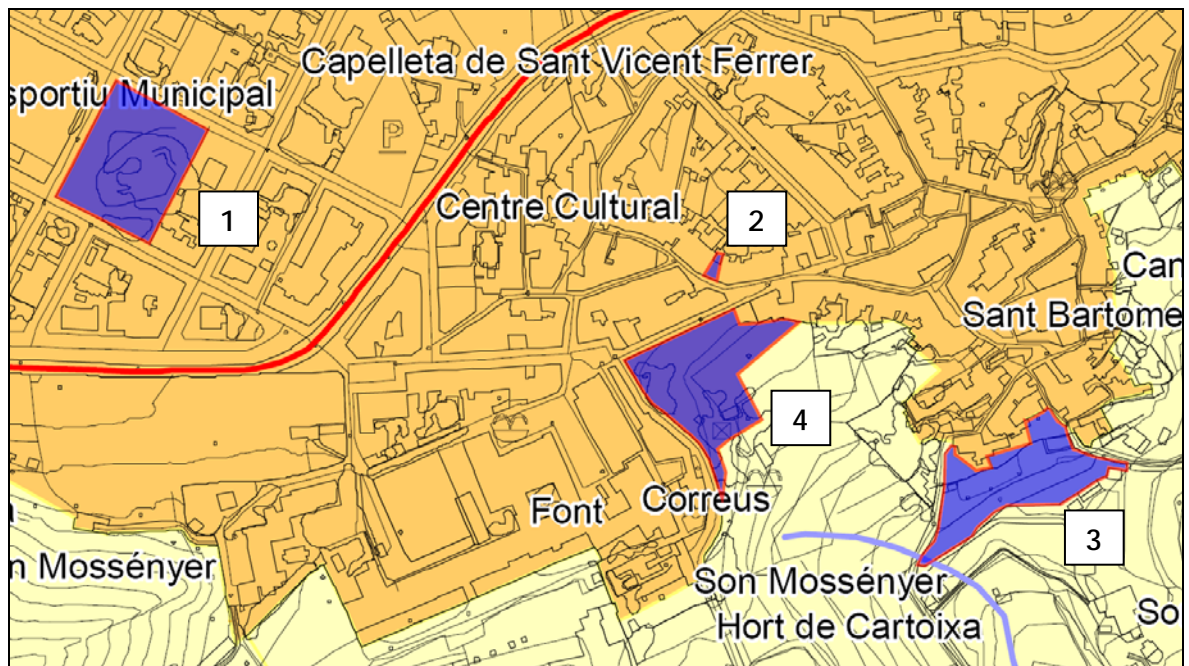 Capelleta de Sant Vicent Ferrer
sportiu Municipal
P
1
Centre Cultural
2
Can
Sant Bartome
4
Correus
Font
3
n Mossényer
Son Mossényer
Hort de Cartoixa
So